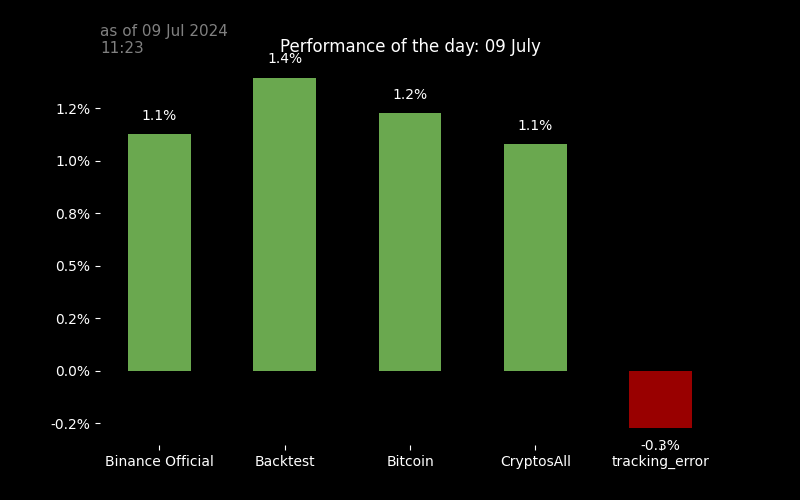 as of 09 Jul 2024
11:23
Performance of the day: 09 July
1.4%
1.2%
1.1%
1.2%
1.1%
1.0%
0.8%
0.5%
0.2%
0.0%
-0.2%
-0.3%
Binance Official
Backtest
Bitcoin
CryptosAll
tracking_error